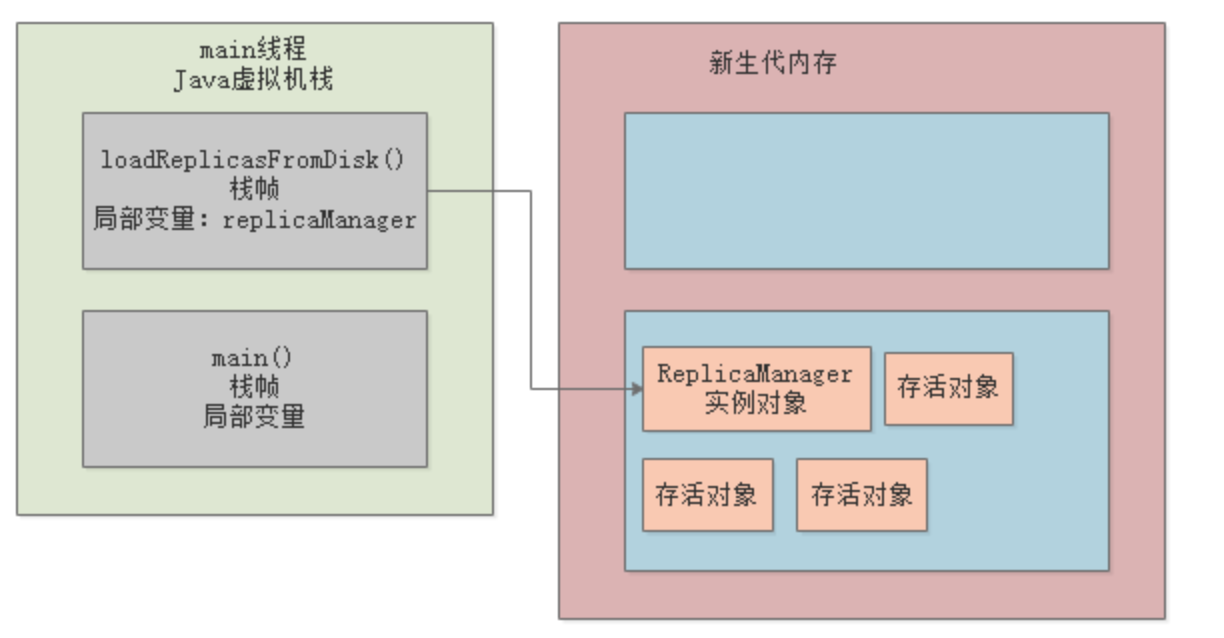 main线程
Java虚拟机栈
loadReplicasFromDisk()
栈帧
局部变量：replicaManager
main()
栈帧
局部变量
新生代内存
ReplicaManager
实例对象
存活对象
存活对象
存活对象